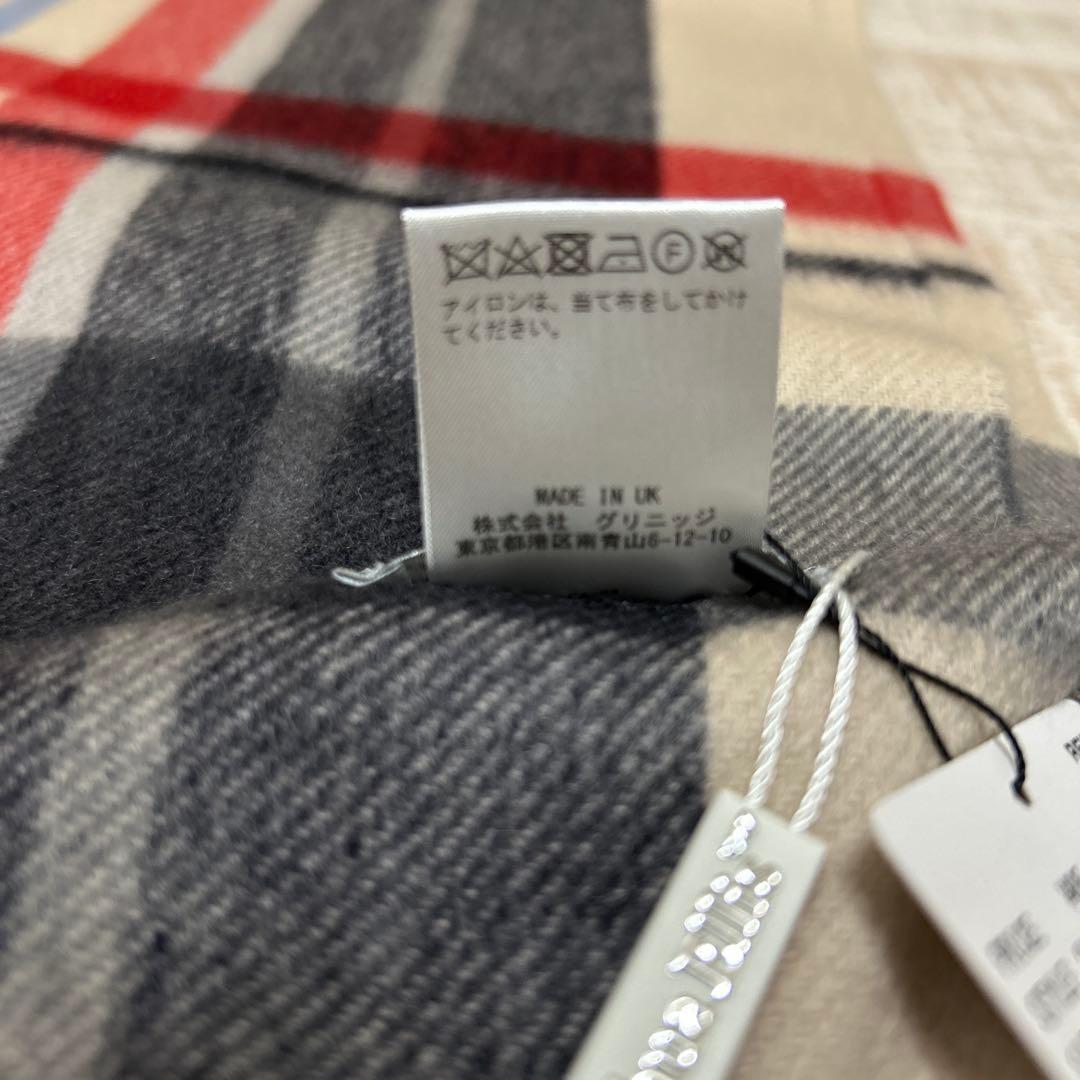 F
アイロンは、当て布をしてかけ
てください。
MADE IN UK
株式会社 グリニッジ
東京都港区南青山6-12-10
PRICE